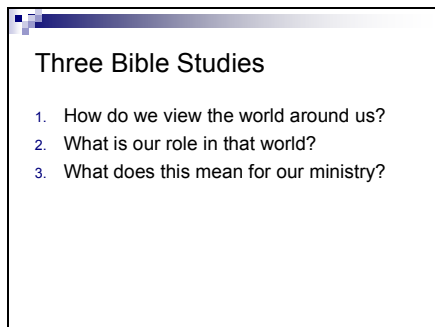 Three Bible Studies
1. How do we view the world around us?
2. What is our role in that world?
3. What does this mean for our ministry?